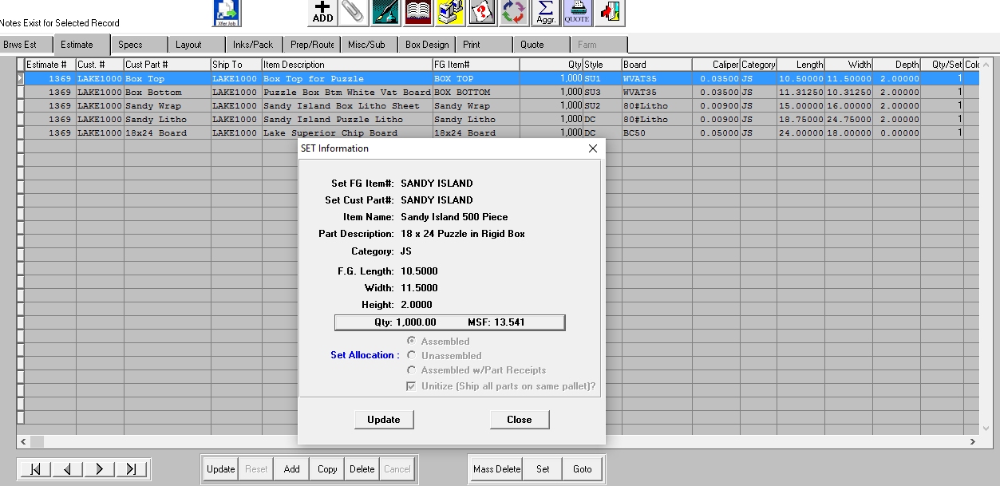 Notes Exist for Selected Record
Xfer Job
ADD
Aggr.
QUOTE
Brws Est Estimate Specs Layout Inks/Pack Prep/Route Misc/Sub Box Design Print Quote Farm
Estimate # Cust. # Cust Part # Ship To Item Description FG Item# Qty Style Board Caliper Category Length Width Depth Qty/Set Colo
1369 LAKE1000 Box Top LAKE1000 Box Top for Puzzle BOX TOP 1,000 SU1 WVAT35 0.03500 JS 10.50000 11.50000 2.00000 1
1369 LAKE1000 Box Bottom LAKE1000 Puzzle Box Btm White Vat Board BOX BOTTOM 1,000 SU3 WVAT35 0.03500 JS 11.31250 10.31250 2.00000 1
1369 LAKE1000 Sandy Wrap LAKE1000 Sandy Island Box Litho Sheet Sandy Wrap 1,000 SU2 80#Litho 0.00900 JS 15.00000 16.00000 2.00000 1
1369 LAKE1000 Sandy Litho LAKE1000 Sandy Island Puzzle Litho Sandy Litho 1,000 DC 80#Litho 0.00900 JS 18.75000 24.75000 2.00000 1
1369 LAKE1000 18x24 Board LAKE1000 Lake Superior Chip Board 18x24 Board 1,000 DC BC50 0.05000 JS 24.00000 18.00000 0.00000 1
SET Information
Set FG Item#: SANDY ISLAND
Set Cust Part#: SANDY ISLAND
Item Name: Sandy Island 500 Piece
Part Description: 18 x 24 Puzzle in Rigid Box
Category: JS
F.G. Length: 10.5000
Width: 11.5000
Height: 2.0000
Qty: 1,000.00 MSF: 13.541
Set Allocation :
Assembled
Unassembled
Assembled w/Part Receipts
Unitize (Ship all parts on same pallet)?
Update Close
Update Reset Add Copy Delete Cancel Mass Delete Set Goto